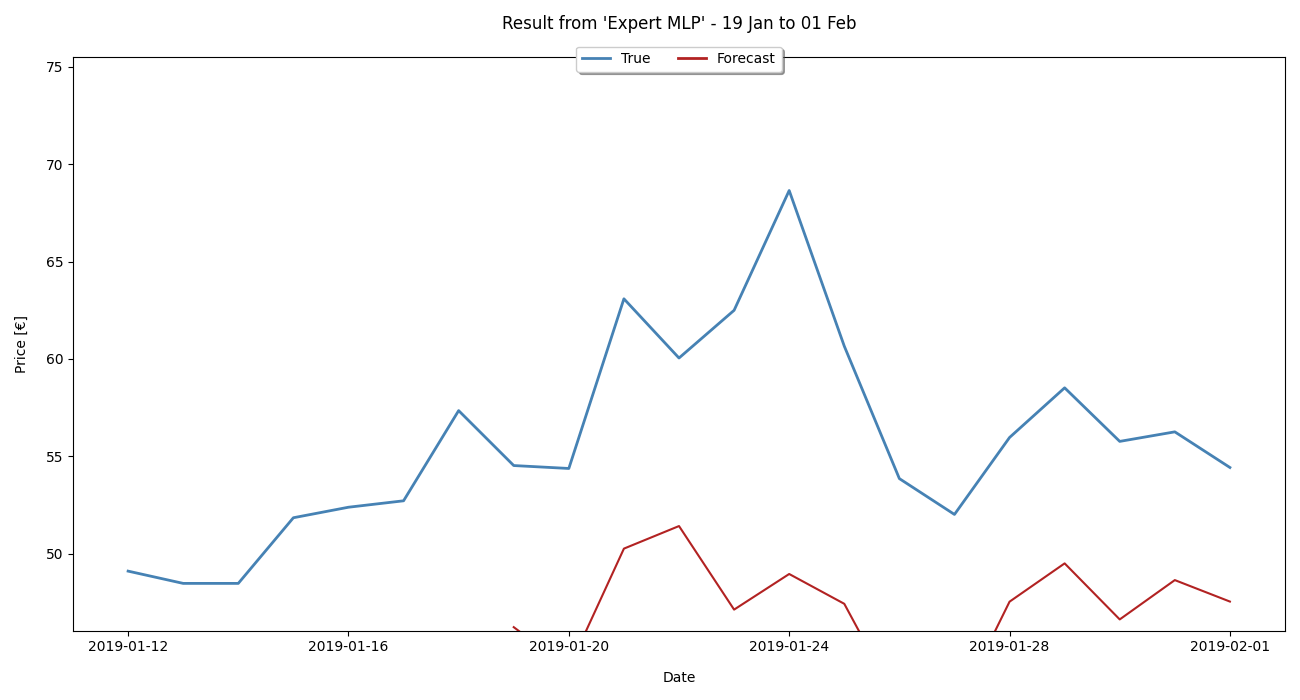 Result from 'Expert MLP' - 19 Jan to 01 Feb
True Forecast
75
70
65
60
55
50
Price [€]
2019-01-12 2019-01-16 2019-01-20 2019-01-24 2019-01-28 2019-02-01
Date